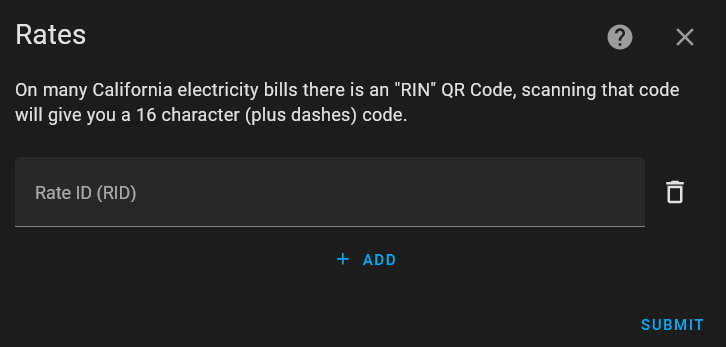 Rates
On many California electricity bills there is an "RIN" QR Code, scanning that code
will give you a 16 character (plus dashes) code.
Rate ID (RID)
+ ADD
SUBMIT